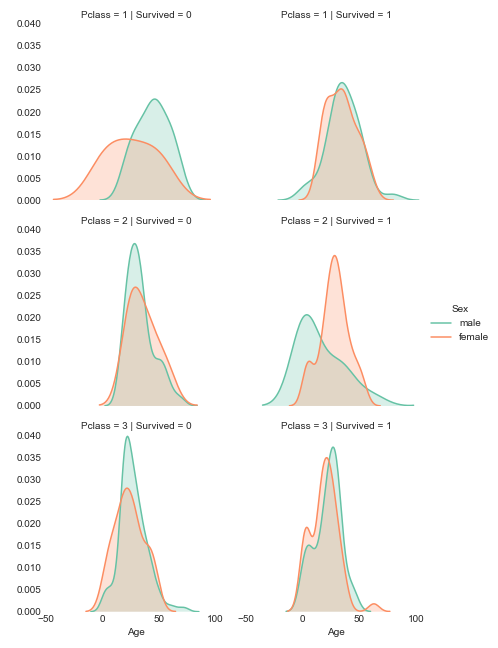 Pclass = 1 | Survived = 0
Pclass = 1 | Survived = 1
0.040
0.035
0.030
0.025
0.020
0.015
0.010
0.005
0.000
Pclass = 2 | Survived = 0
Pclass = 2 | Survived = 1
0.040
0.035
0.030
0.025
0.020
0.015
0.010
0.005
0.000
Sex
male
female
Pclass = 3 | Survived = 0
Pclass = 3 | Survived = 1
0.040
0.035
0.030
0.025
0.020
0.015
0.010
0.005
0.000
−50 0 50 100
−50 0 50 100
Age
Age